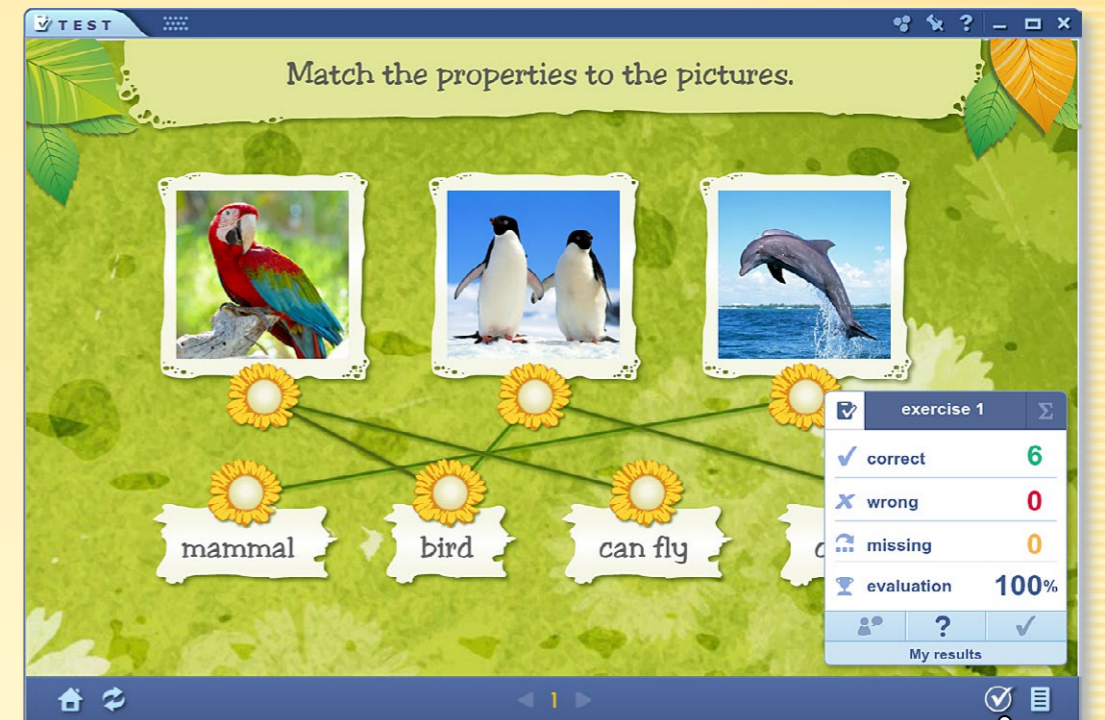 TEST
Match the properties to the pictures.
mammal
bird
can fly
exercise 1
Σ
correct 6
wrong 0
missing 0
evaluation 100%
?
My results
1